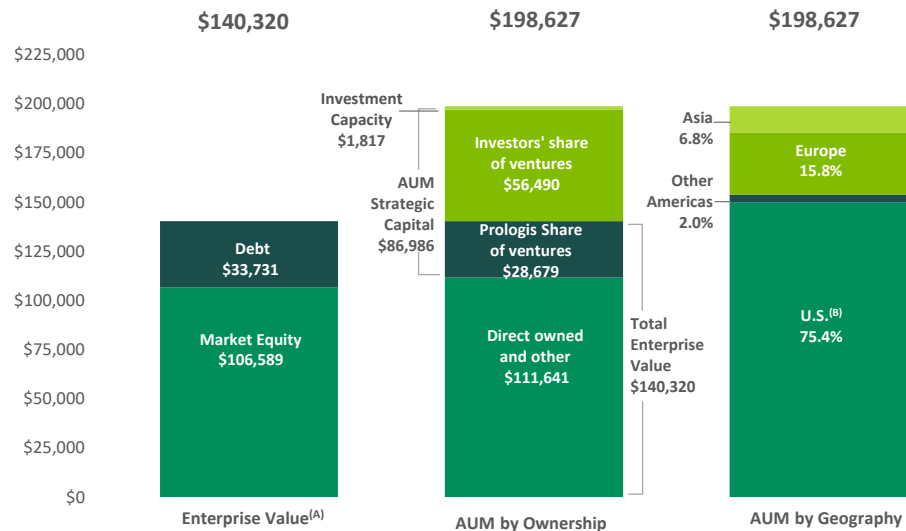 $140,320
$198,627
$198,627
$225,000
$200,000
$175,000
$150,000
$125,000
$100,000
$75,000
$50,000
$25,000
$0
Debt
$33,731
Market Equity
$106,589
Enterprise Value(A)
Investment
Capacity
$1,817
AUM
Strategic
Capital
$86,986
Investors' share
of ventures
$56,490
Prologis Share
of ventures
$28,679
Direct owned
and other
$111,641
Total
Enterprise
Value
$140,320
AUM by Ownership
Asia
6.8%
Other
Americas
2.0%
Europe
15.8%
U.S.(B)
75.4%
AUM by Geography